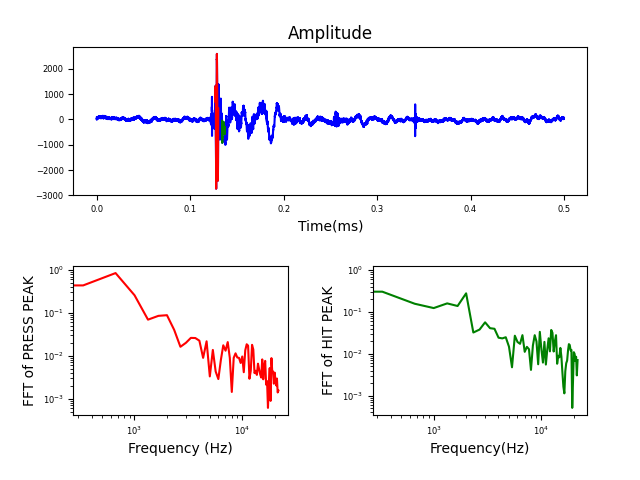 Amplitude
2000
1000
0
−1000
−2000
−3000
0.0 0.1 0.2 0.3 0.4 0.5
Time(ms)
FFT of PRESS PEAK
10⁰
10⁻¹
10⁻²
10⁻³
10³ 10⁴
Frequency (Hz)
FFT of HIT PEAK
10⁰
10⁻¹
10⁻²
10⁻³
10³ 10⁴
Frequency(Hz)